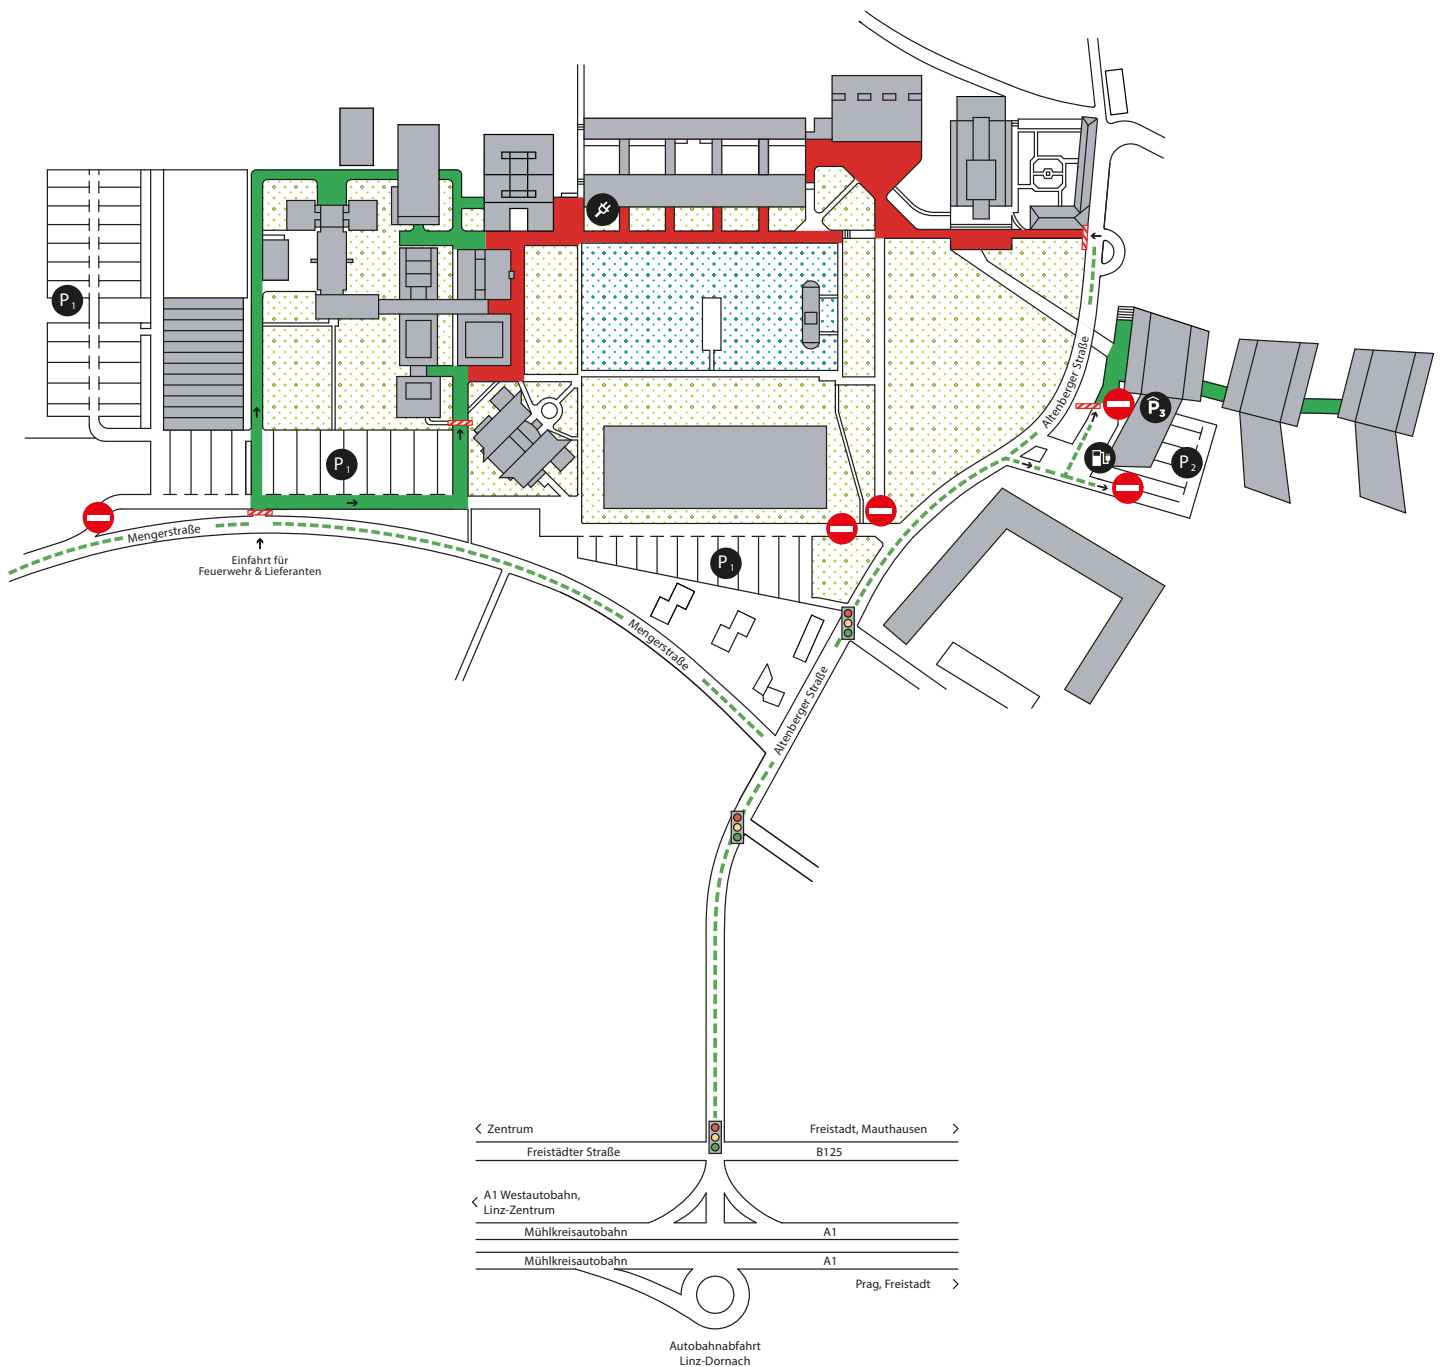 P1
P̂3
P1
P2
Altenberger Straße
Mengerstraße
Einfahrt für
Feuerwehr & Lieferanten
P1
Mengerstraße
Altenberger Straße
Zentrum
Freistadt, Mauthausen
Freistädter Straße
B125
A1 Westautobahn,
Linz-Zentrum
Mühlkreisautobahn
A1
Mühlkreisautobahn
A1
Prag, Freistadt
Autobahnabfahrt
Linz-Dornach